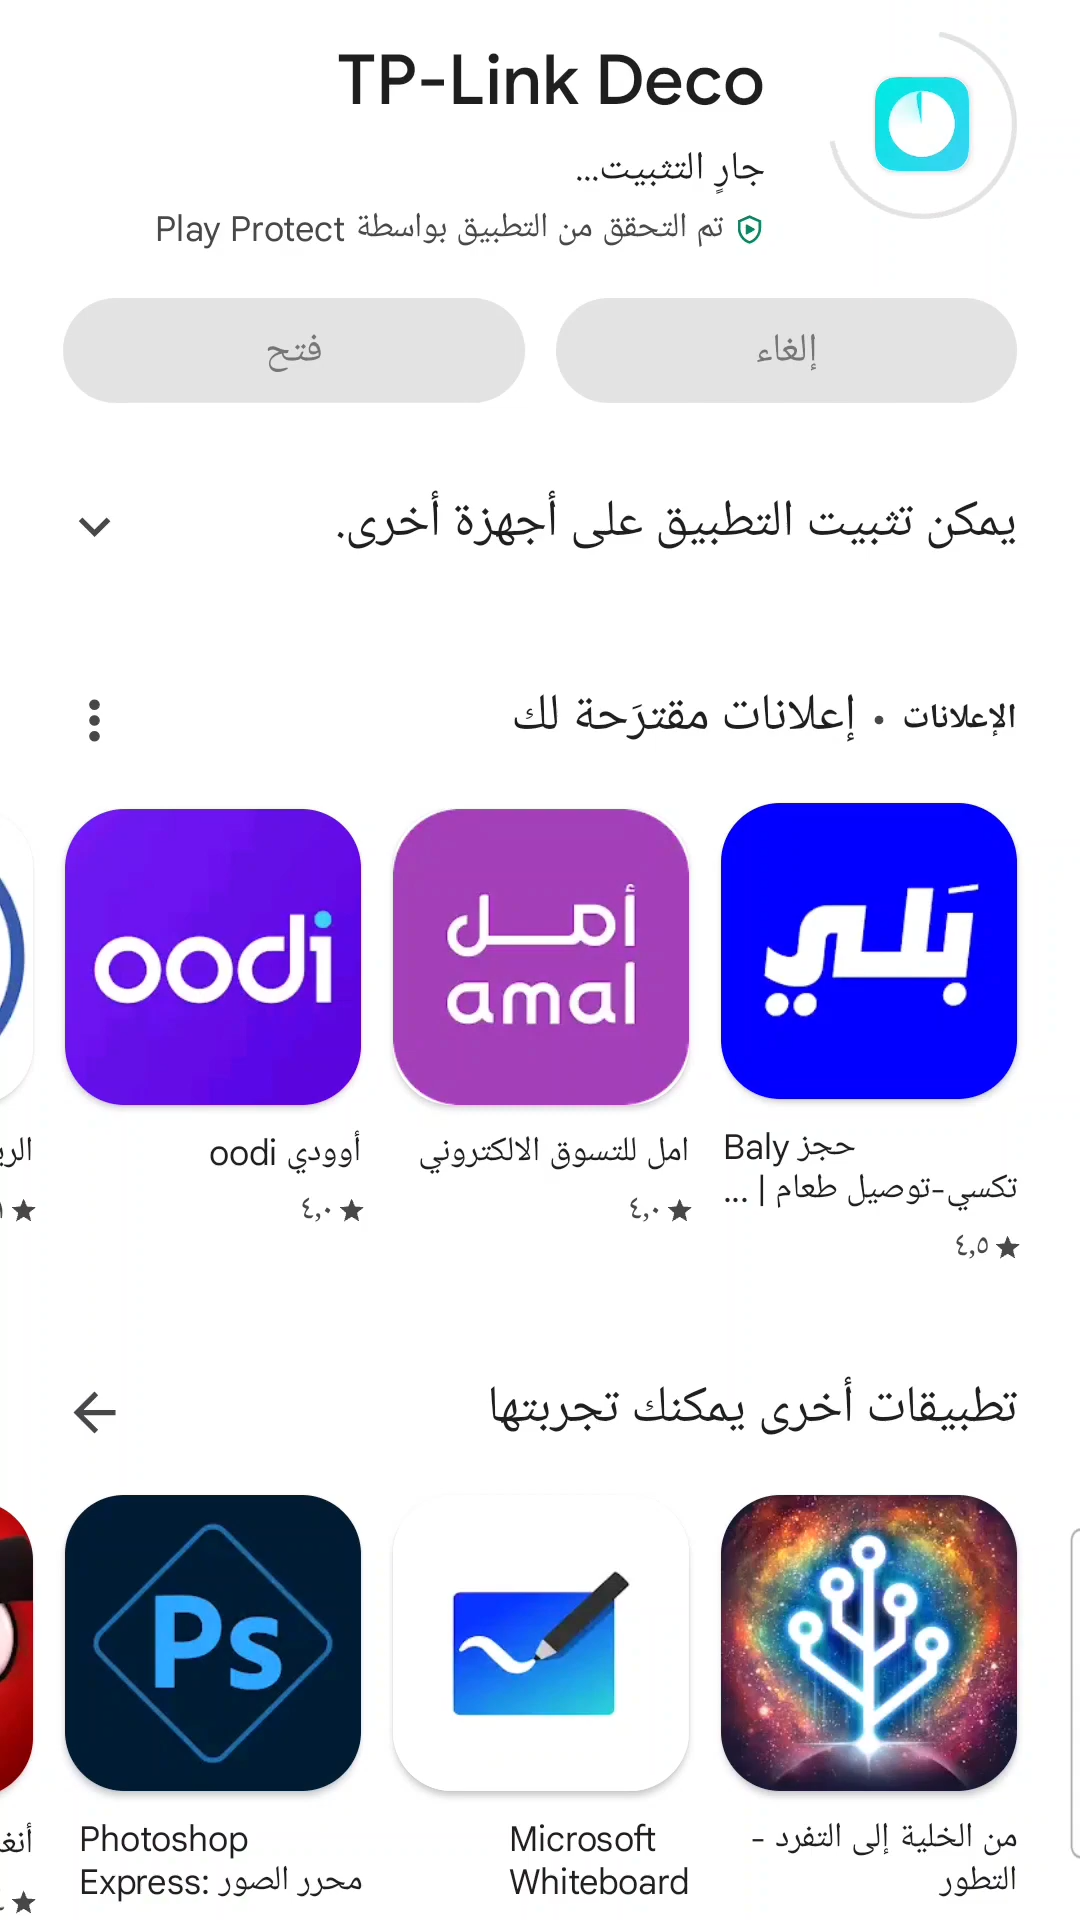 TP-Link Deco
جارٍ التثبيت...
تم التحقق من التطبيق بواسطة Play Protect
إلغاء
فتح
يمكن تثبيت التطبيق على أجهزة أخرى.
الإعلانات • إعلانات مقترَحة لك
بَلي
أمل
amal
oodi
Baly حجز
تكسي-توصيل طعام | ...
٤٫٥
امل للتسوق الالكتروني
٤٫٠
أوودي oodi
٤٫٠
تطبيقات أخرى يمكنك تجربتها
Ps
من الخلية إلى التفرد -
التطور
Microsoft
Whiteboard
Photoshop
Express: محرر الصور